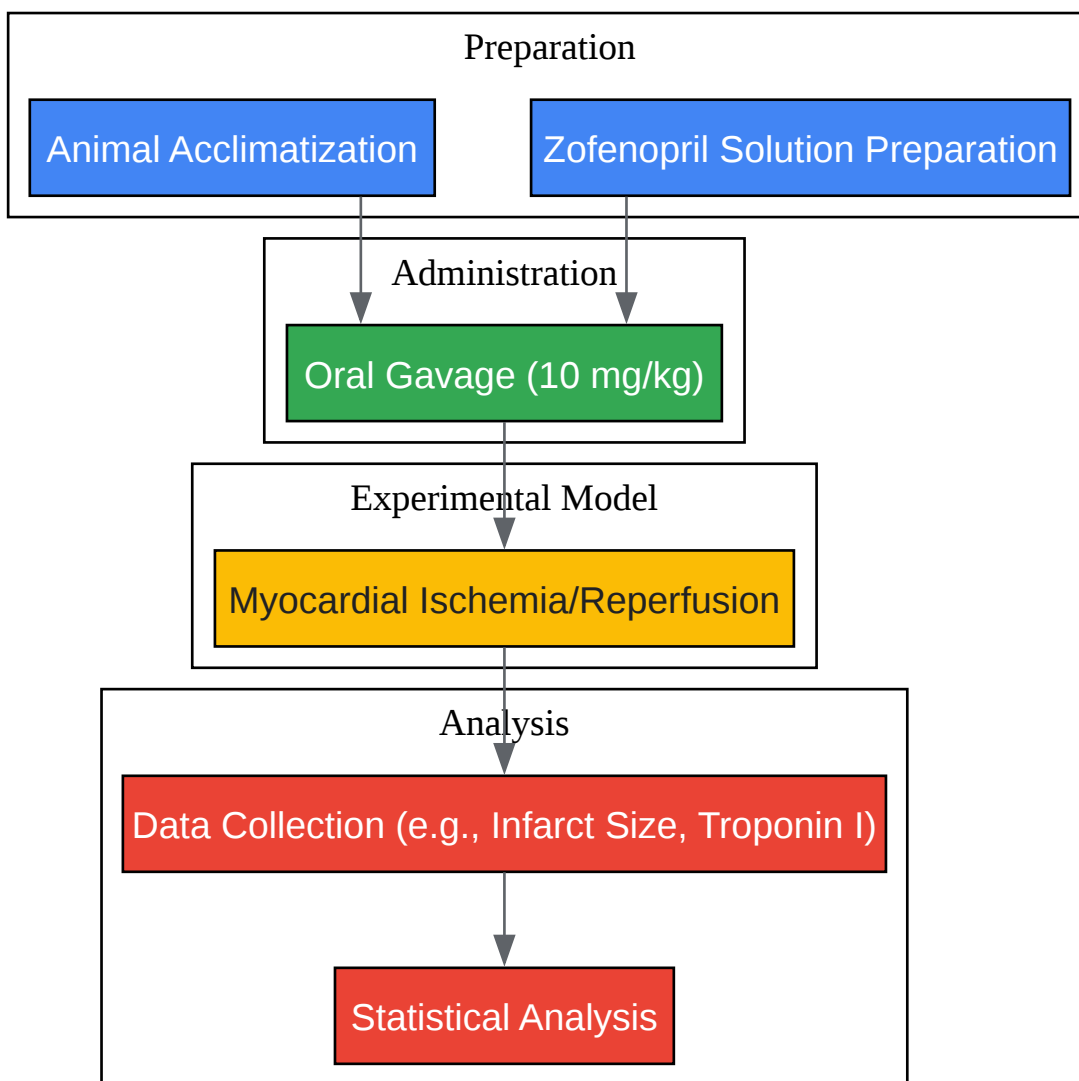 Preparation
Animal Acclimatization
Zofenopril Solution Preparation
Administration
Oral Gavage (10 mg/kg)
Experimental Model
Myocardial Ischemia/Reperfusion
Analysis
Data Collection (e.g., Infarct Size, Troponin I)
Statistical Analysis